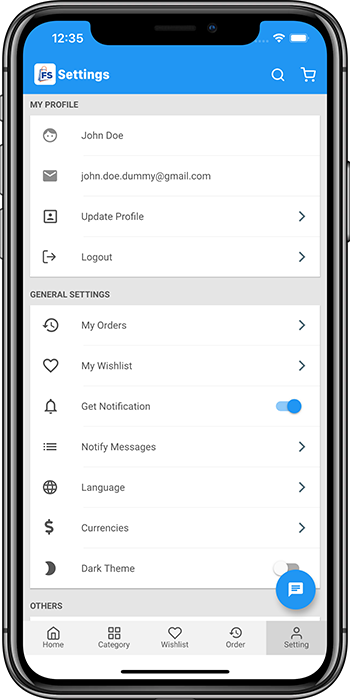 12:35
FS Settings
MY PROFILE
John Doe
john.doe.dummy@gmail.com
Update Profile
Logout
GENERAL SETTINGS
My Orders
My Wishlist
Get Notification
Notify Messages
Language
$ Currencies
Dark Theme
OTHERS
Home Category Wishlist Order Setting